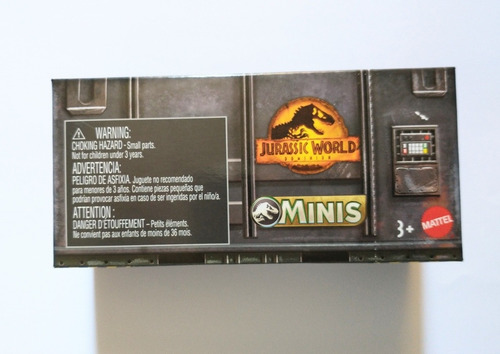 WARNING:
CHOKING HAZARD - Small parts.
Not for children under 3 years.
ADVERTENCIA:
PELIGRO DE ASFIXIA. Juguete no recomendado
para menores de 3 años. Contiene piezas pequeñas que
podrían provocar asfixia en caso de ser ingeridas por el niño/a.
ATTENTION :
DANGER D'ÉTOUFFEMENT - Petits éléments.
Ne convient pas aux enfants de moins de 36 mois.
JURASSIC WORLD
DOMINION
MINIS
3+
MATTEL